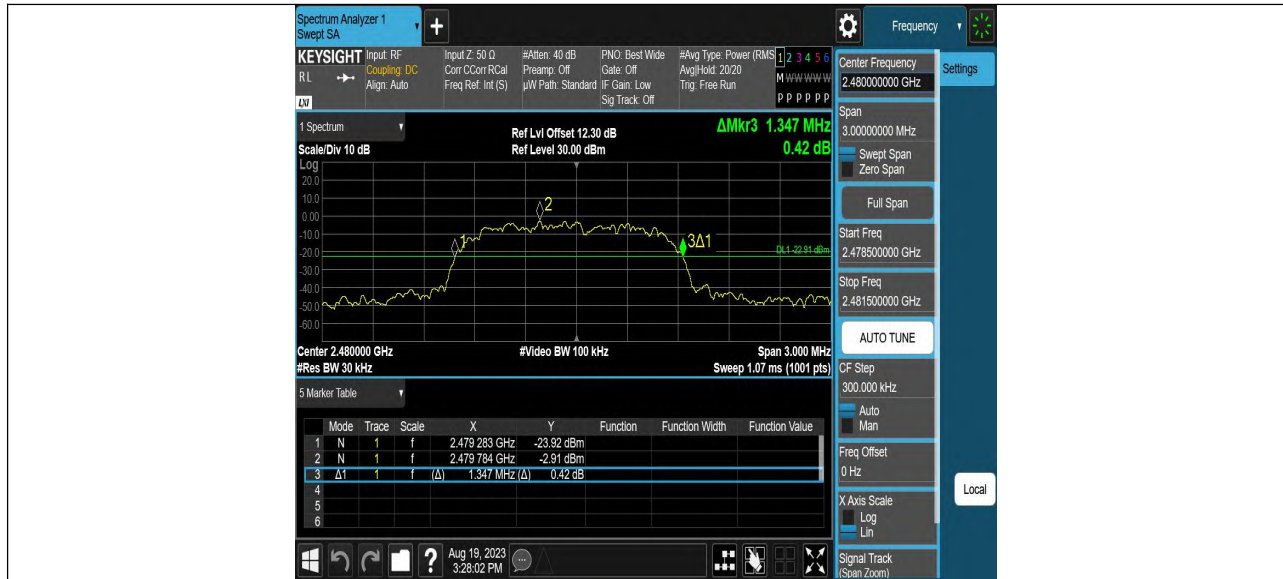 Spectrum Analyzer 1
Swept SA
+
Frequency
KEYSIGHT Input: RF Input Z: 50 Ω #Atten: 40 dB PNO: Best Wide #Avg Type: Power (RMS 1 2 3 4 5 6
RL Coupling: DC Corr CCorr RCal Preamp: Off Gate: Off Avg|Hold: 20/20 M W W W W W
Align: Auto Freq Ref: Int (S) µW Path: Standard IF Gain: Low Trig: Free Run P P P P P P
LXI Sig Track: Off
1 Spectrum
Scale/Div 10 dB
Ref Lvl Offset 12.30 dB
Ref Level 30.00 dBm
ΔMkr3 1.347 MHz
0.42 dB
Log
20.0
10.0
0.00
-10.0
-20.0
-30.0
-40.0
-50.0
-60.0
1
2
3Δ1
DL1 -22.91 dBm
Center 2.480000 GHz #Video BW 100 kHz Span 3.000 MHz
#Res BW 30 kHz Sweep 1.07 ms (1001 pts)
5 Marker Table
Mode Trace Scale X Y Function Function Width Function Value
1 N 1 f 2.479 283 GHz -23.92 dBm
2 N 1 f 2.479 784 GHz -2.91 dBm
3 Δ1 1 f (Δ) 1.347 MHz (Δ) 0.42 dB
4
5
6
?
Aug 19, 2023
3:28:02 PM
Center Frequency
2.480000000 GHz
Settings
Span
3.00000000 MHz
Swept Span
Zero Span
Full Span
Start Freq
2.478500000 GHz
Stop Freq
2.481500000 GHz
AUTO TUNE
CF Step
300.000 kHz
Auto
Man
Freq Offset
0 Hz
X Axis Scale
Log
Lin
Signal Track
(Span Zoom)
Local